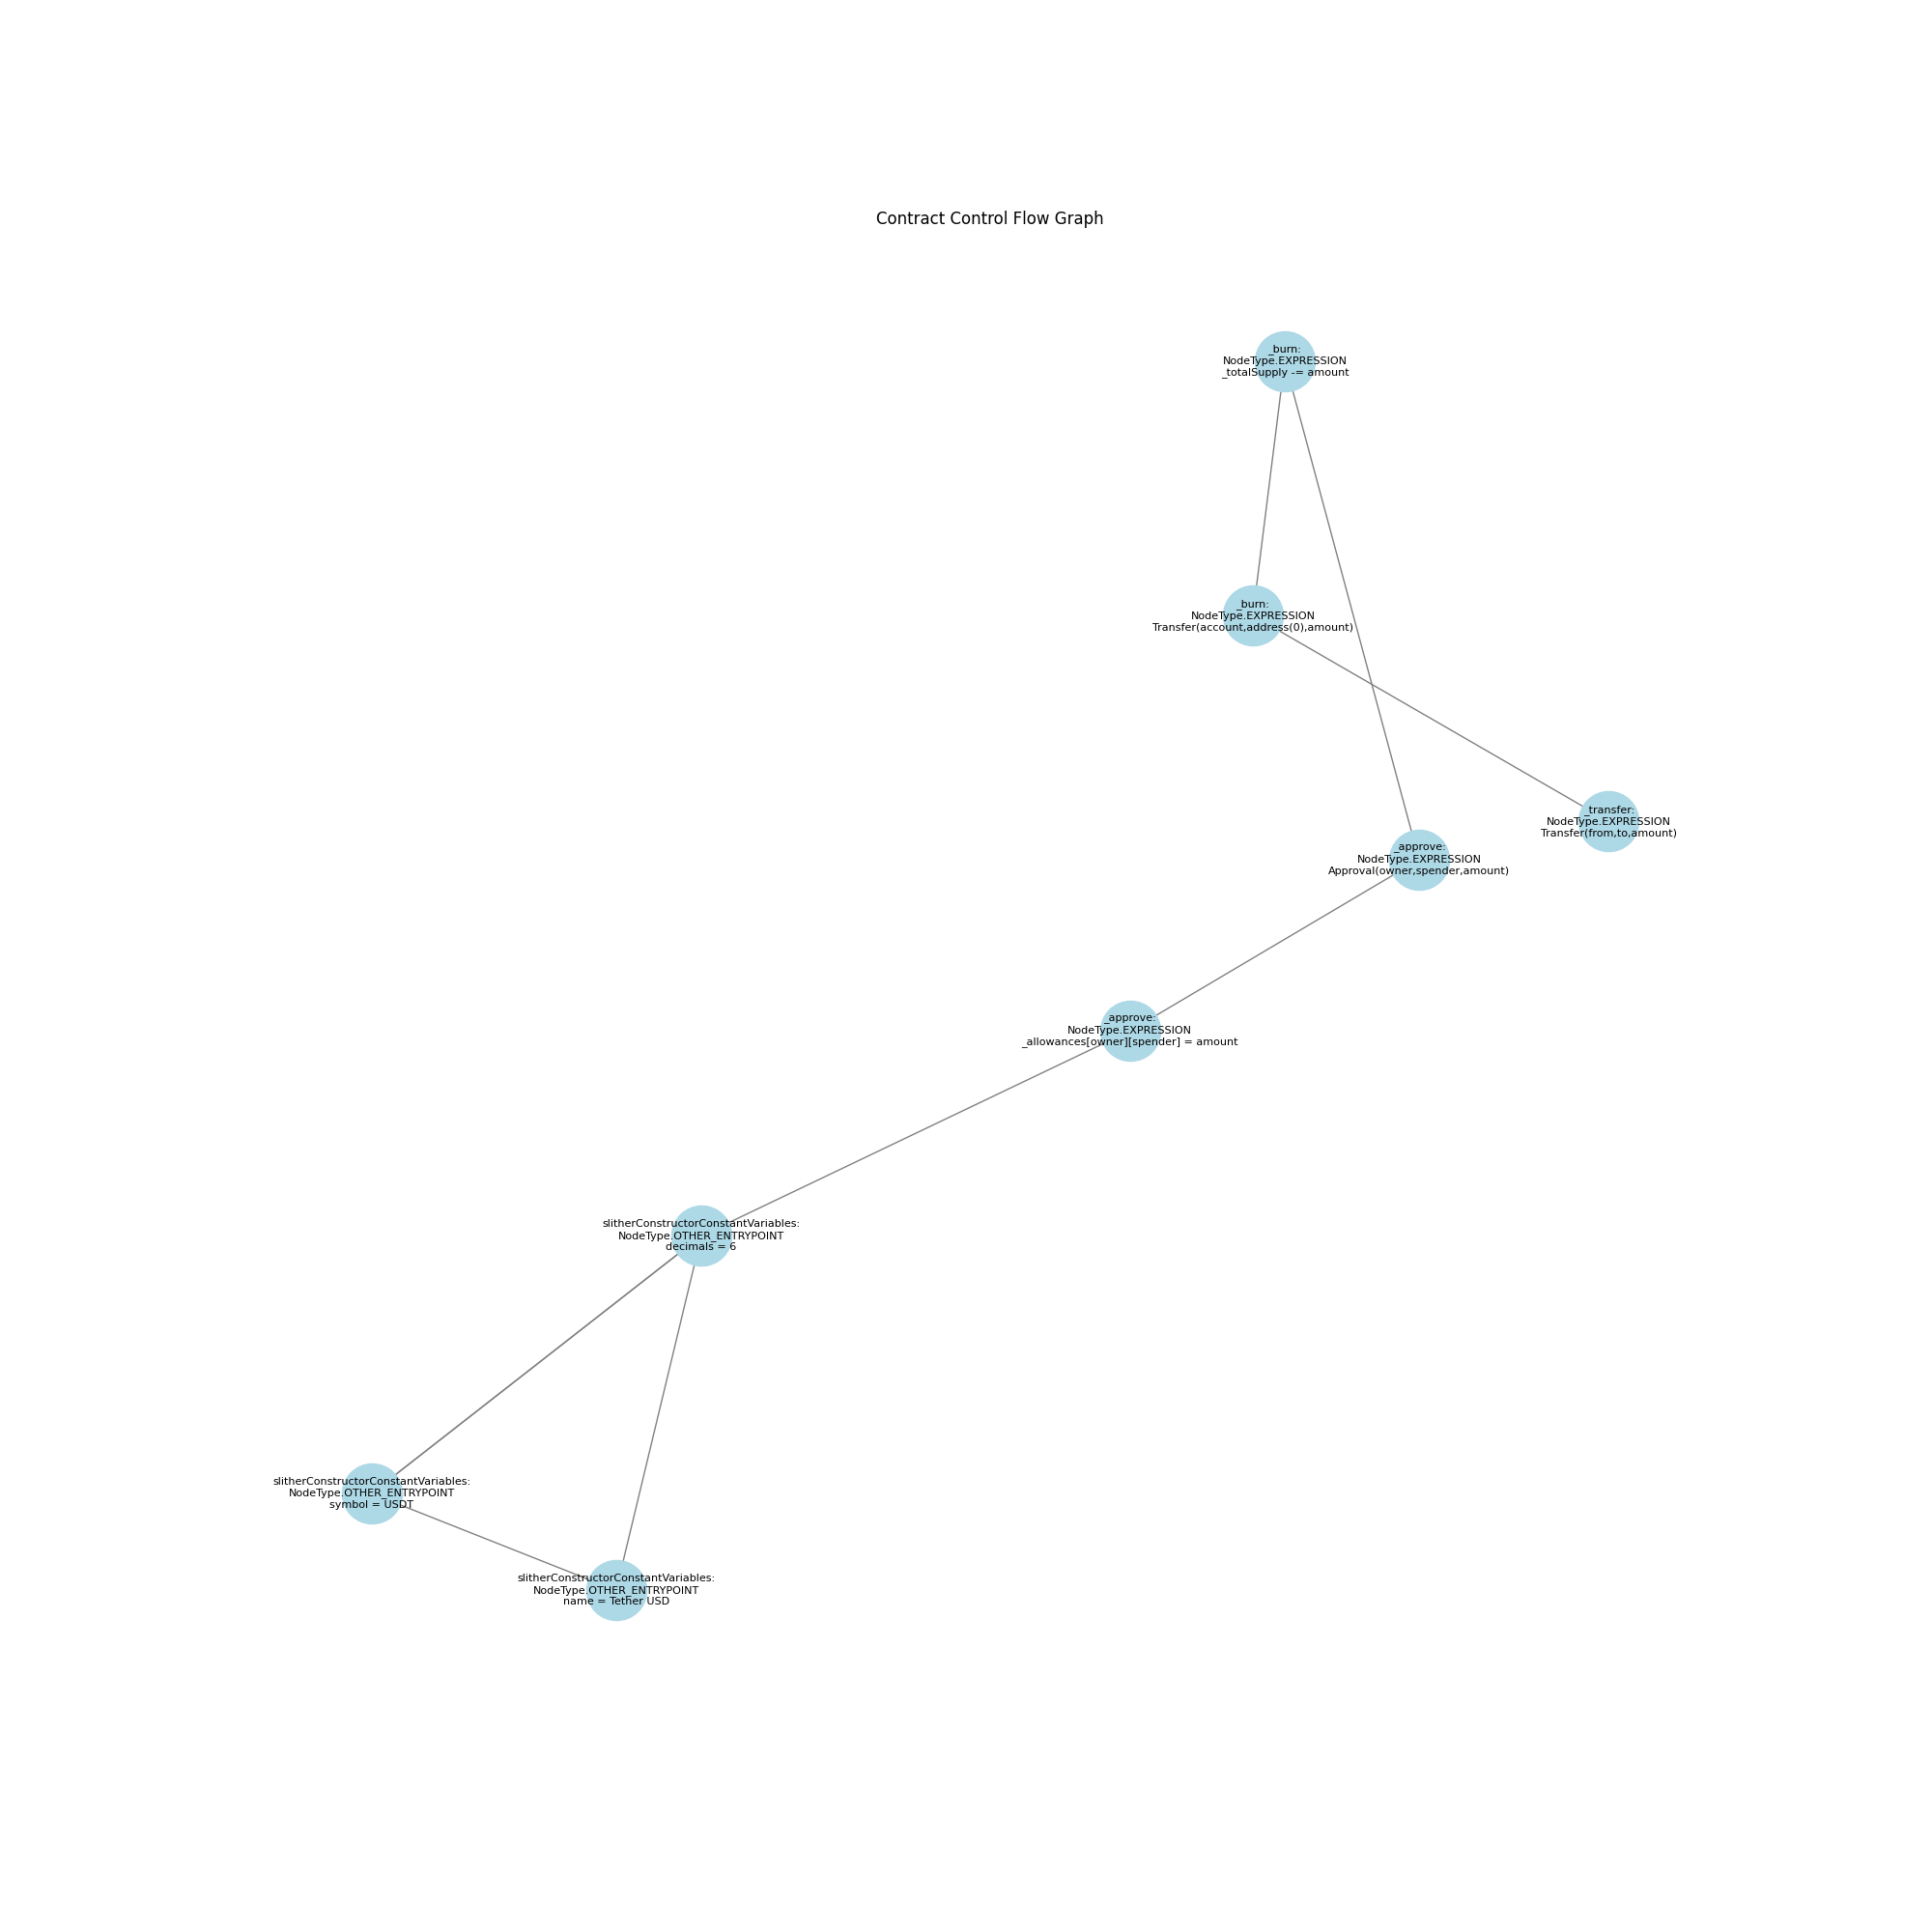 Contract Control Flow Graph
_burn:
NodeType.EXPRESSION
_totalSupply -= amount
_burn:
NodeType.EXPRESSION
Transfer(account,address(0),amount)
_transfer:
NodeType.EXPRESSION
Transfer(from,to,amount)
_approve:
NodeType.EXPRESSION
Approval(owner,spender,amount)
_approve:
NodeType.EXPRESSION
_allowances[owner][spender] = amount
slitherConstructorConstantVariables:
NodeType.OTHER_ENTRYPOINT
decimals = 6
slitherConstructorConstantVariables:
NodeType.OTHER_ENTRYPOINT
symbol = USDT
slitherConstructorConstantVariables:
NodeType.OTHER_ENTRYPOINT
name = Tether USD